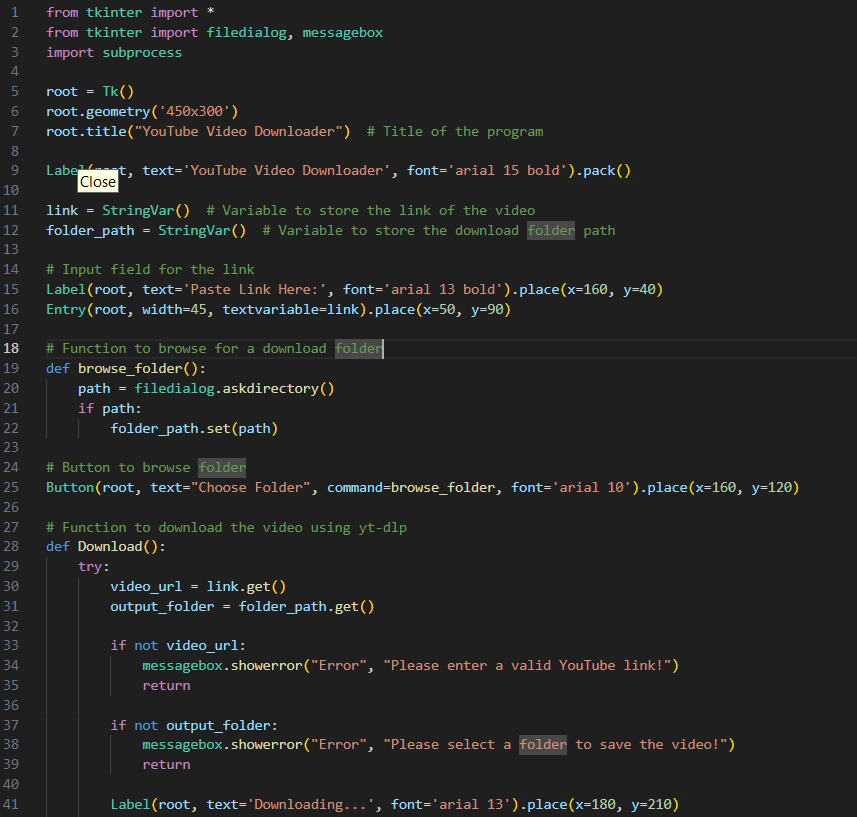 1 from tkinter import *
2 from tkinter import filedialog, messagebox
3 import subprocess
4
5 root = Tk()
6 root.geometry('450x300')
7 root.title("YouTube Video Downloader")  # Title of the program
8
9 Label(root, text='YouTube Video Downloader', font='arial 15 bold').pack()
Close
10
11 link = StringVar()  # Variable to store the link of the video
12 folder_path = StringVar()  # Variable to store the download folder path
13
14 # Input field for the link
15 Label(root, text='Paste Link Here:', font='arial 13 bold').place(x=160, y=40)
16 Entry(root, width=45, textvariable=link).place(x=50, y=90)
17
18 # Function to browse for a download folder
19 def browse_folder():
20     path = filedialog.askdirectory()
21     if path:
22         folder_path.set(path)
23
24 # Button to browse folder
25 Button(root, text="Choose Folder", command=browse_folder, font='arial 10').place(x=160, y=120)
26
27 # Function to download the video using yt-dlp
28 def Download():
29     try:
30         video_url = link.get()
31         output_folder = folder_path.get()
32
33         if not video_url:
34             messagebox.showerror("Error", "Please enter a valid YouTube link!")
35             return
36
37         if not output_folder:
38             messagebox.showerror("Error", "Please select a folder to save the video!")
39             return
40
41         Label(root, text='Downloading...', font='arial 13').place(x=180, y=210)